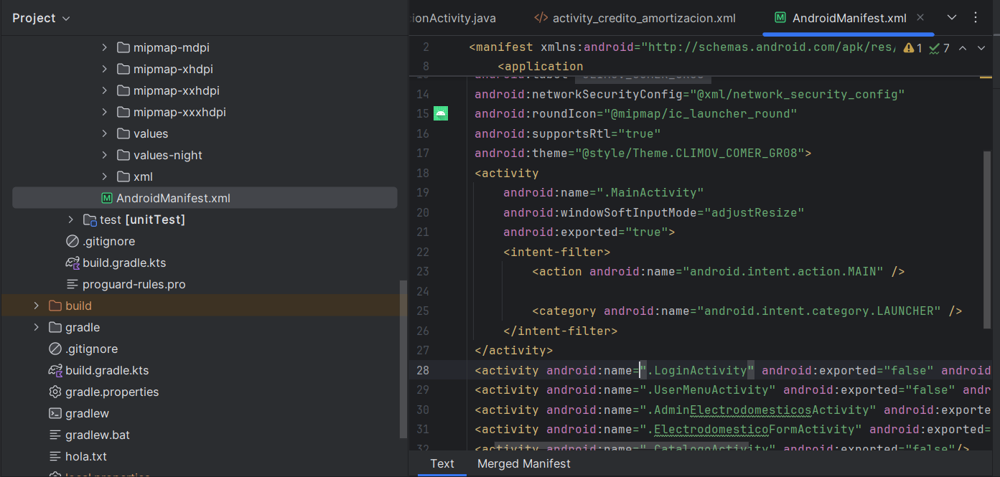 Project
mipmap-mdpi
mipmap-xhdpi
mipmap-xxhdpi
mipmap-xxxhdpi
values
values-night
xml
AndroidManifest.xml
test [unitTest]
.gitignore
build.gradle.kts
proguard-rules.pro
build
gradle
.gitignore
build.gradle.kts
gradle.properties
gradlew
gradlew.bat
hola.txt
local.properties
ionActivity.java activity_credito_amortizacion.xml AndroidManifest.xml
2 <manifest xmlns:android="http://schemas.android.com/apk/res/ 1 7
8 <application
14 android:networkSecurityConfig="@xml/network_security_config"
15 android:roundIcon="@mipmap/ic_launcher_round"
16 android:supportsRtl="true"
17 android:theme="@style/Theme.CLIMOV_COMER_GR08">
18 <activity
19 android:name=".MainActivity"
20 android:windowSoftInputMode="adjustResize"
21 android:exported="true">
22 <intent-filter>
23 <action android:name="android.intent.action.MAIN" />
24
25 <category android:name="android.intent.category.LAUNCHER" />
26 </intent-filter>
27 </activity>
28 <activity android:name=".LoginActivity" android:exported="false" android
29 <activity android:name=".UserMenuActivity" android:exported="false" andr
30 <activity android:name=".AdminElectrodomesticosActivity" android:exporte
31 <activity android:name=".ElectrodomesticoFormActivity" android:exported=
32 <activity android:name=".CatalogoActivity" android:exported="false"/>
Text Merged Manifest